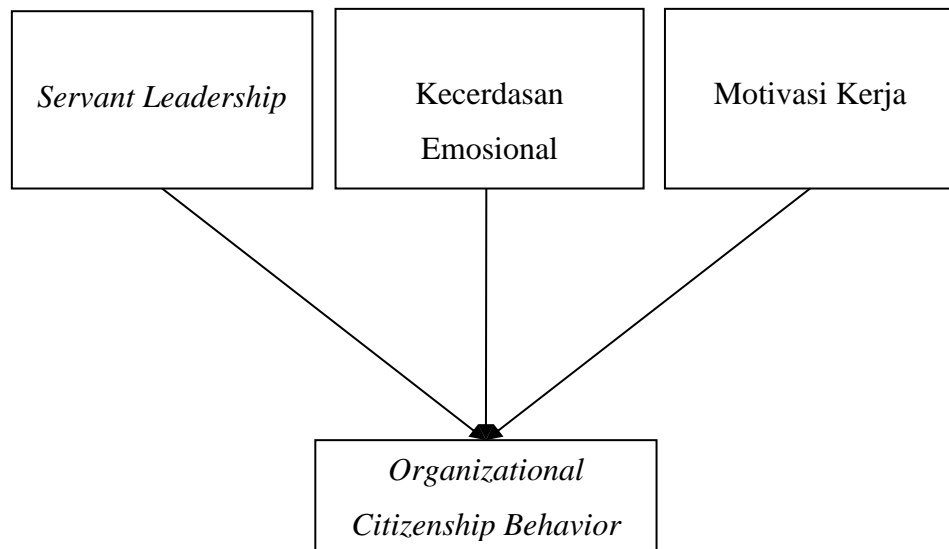 Servant Leadership
Kecerdasan
Emosional
Motivasi Kerja
Organizational
Citizenship Behavior